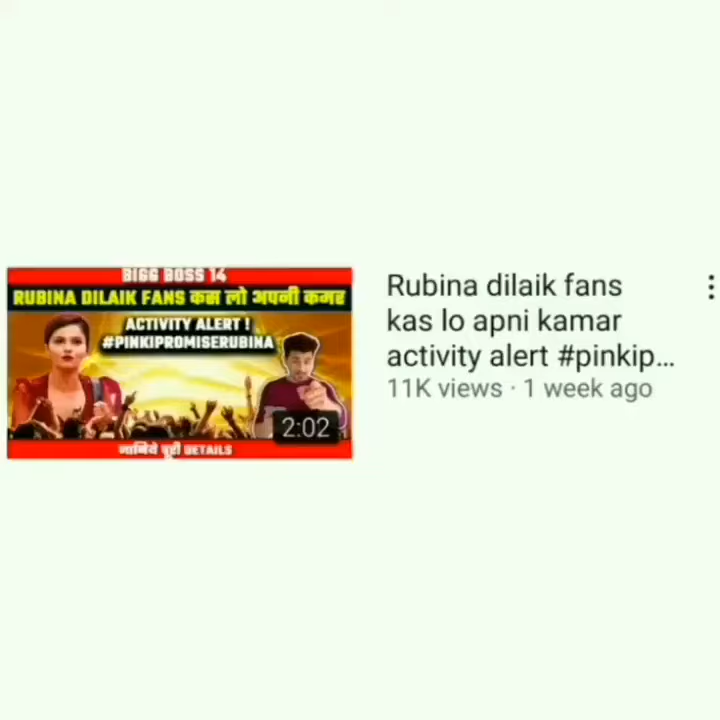 BIGG BOSS 14
RUBINA DILAIK FANS कस लो अपनी कमर
ACTIVITY ALERT !
#PINKIPROMISERUBINA
2:02
जानिये पूरी DETAILS
Rubina dilaik fans
kas lo apni kamar
activity alert #pinkip...
11K views · 1 week ago